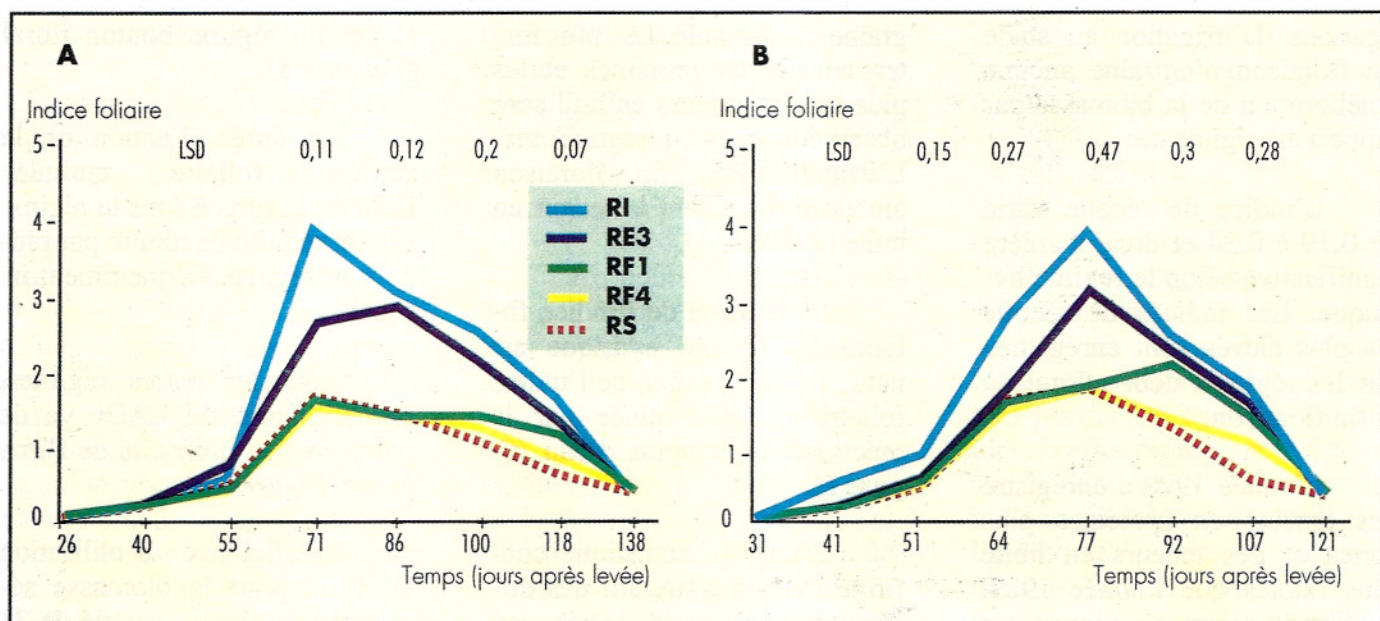 A
Indice foliaire
5
4
3
2
1
0
LSD 0,11 0,12 0,2 0,07
26 40 55 71 86 100 118 138
Temps (jours après levée)
RI
RE3
RF1
RF4
RS
B
Indice foliaire
5
4
3
2
1
0
LSD 0,15 0,27 0,47 0,3 0,28
31 41 51 64 77 92 107 121
Temps (jours après levée)